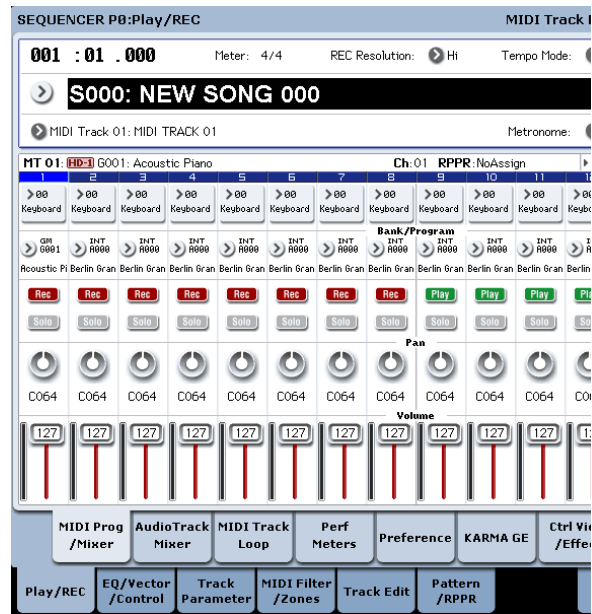 SEQUENCER P0:Play/REC MIDI Track
001 :01 .000 Meter: 4/4 REC Resolution: Hi Tempo Mode:
S000: NEW SONG 000
MIDI Track 01: MIDI TRACK 01 Metronome:
MT 01: HD-1 G001: Acoustic Piano Ch:01 RPPR:NoAssign
1 2 3 4 5 6 7 8 9 10 11
00 00 00 00 00 00 00 00 00 00 00 00
Keyboard Keyboard Keyboard Keyboard Keyboard Keyboard Keyboard Keyboard Keyboard Keyboard Keyboard
Bank/Program
GM INT INT INT INT INT INT INT INT INT INT
G001 A000 A000 A000 A000 A000 A000 A000 A000 A000 A000
Acoustic Pi Berlin Gran Berlin Gran Berlin Gran Berlin Gran Berlin Gran Berlin Gran Berlin Gran Berlin Gran Berlin Gran Berlin Gran
Rec Rec Rec Rec Rec Rec Rec Rec Play Play Play
Solo Solo Solo Solo Solo Solo Solo Solo Solo Solo Solo
Pan
C064 C064 C064 C064 C064 C064 C064 C064 C064 C064 C064
Volume
127 127 127 127 127 127 127 127 127 127 127
MIDI Prog AudioTrack MIDI Track Perf Preference KARMA GE Ctrl
/Mixer Mixer Loop Meters
Play/REC EQ/Vector Track MIDI Filter Track Edit Pattern
/Control Parameter /Zones /RPPR